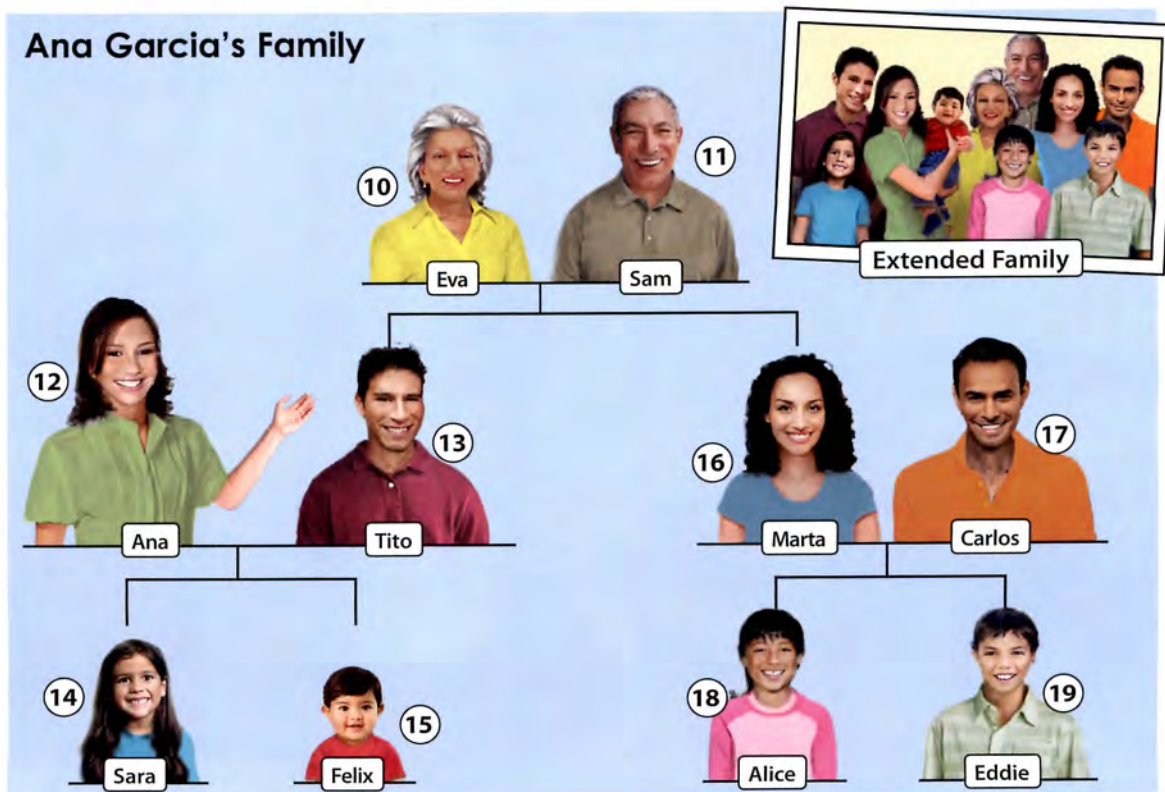 Ana Garcia's Family
Extended Family
10
11
Eva
Sam
12
13
16
17
Ana
Tito
Marta
Carlos
14
15
18
19
Sara
Felix
Alice
Eddie